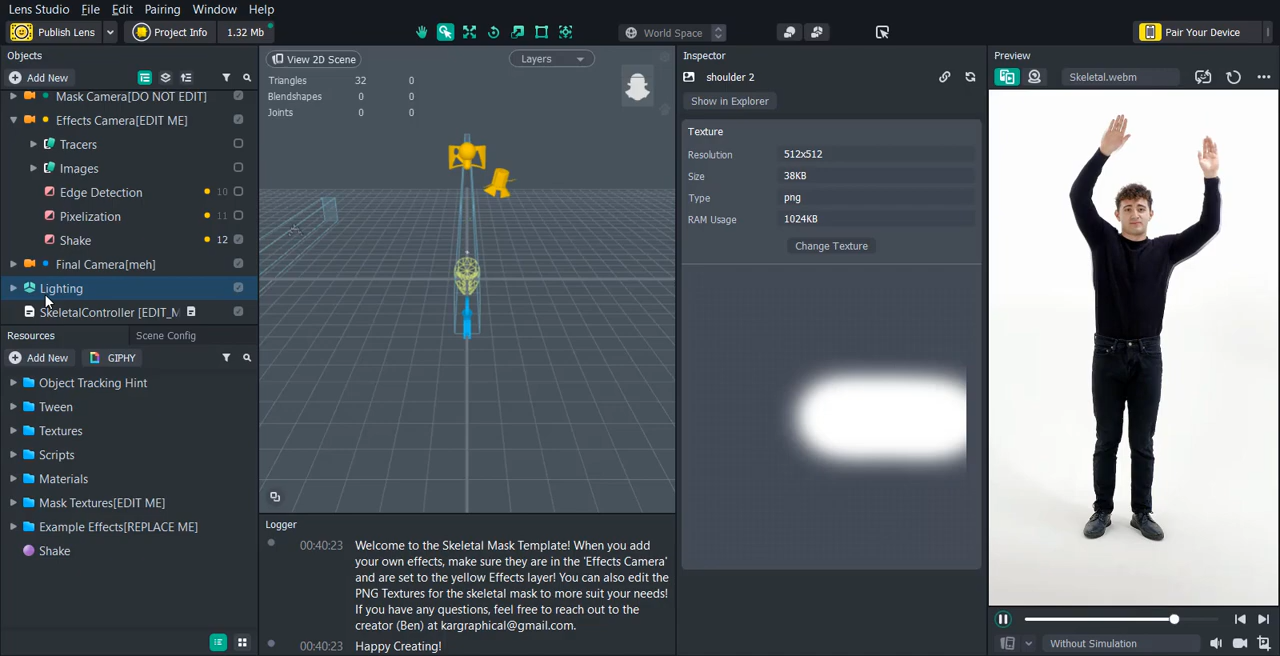 Lens Studio File Edit Pairing Window Help
Publish Lens Project Info 1.32 Mb World Space Pair Your Device
Objects
Add New
Mask Camera[DO NOT EDIT]
Effects Camera[EDIT ME]
Tracers
Images
Edge Detection 10
Pixelization 11
Shake 12
Final Camera[meh]
Lighting
SkeletalController [EDIT_M
Resources Scene Config
Add New GIPHY
Object Tracking Hint
Tween
Textures
Scripts
Materials
Mask Textures[EDIT ME]
Example Effects[REPLACE ME]
Shake
View 2D Scene Layers
Triangles 32 0
Blendshapes 0 0
Joints 0 0
Logger
00:40:23 Welcome to the Skeletal Mask Template! When you add
your own effects, make sure they are in the 'Effects Camera'
and are set to the yellow Effects layer! You can also edit the
PNG Textures for the skeletal mask to more suit your needs!
If you have any questions, feel free to reach out to the
creator (Ben) at kargraphical@gmail.com.
00:40:23 Happy Creating!
Inspector
shoulder 2
Show in Explorer
Texture
Resolution 512x512
Size 38KB
Type png
RAM Usage 1024KB
Change Texture
Preview
Skeletal.webm
Without Simulation